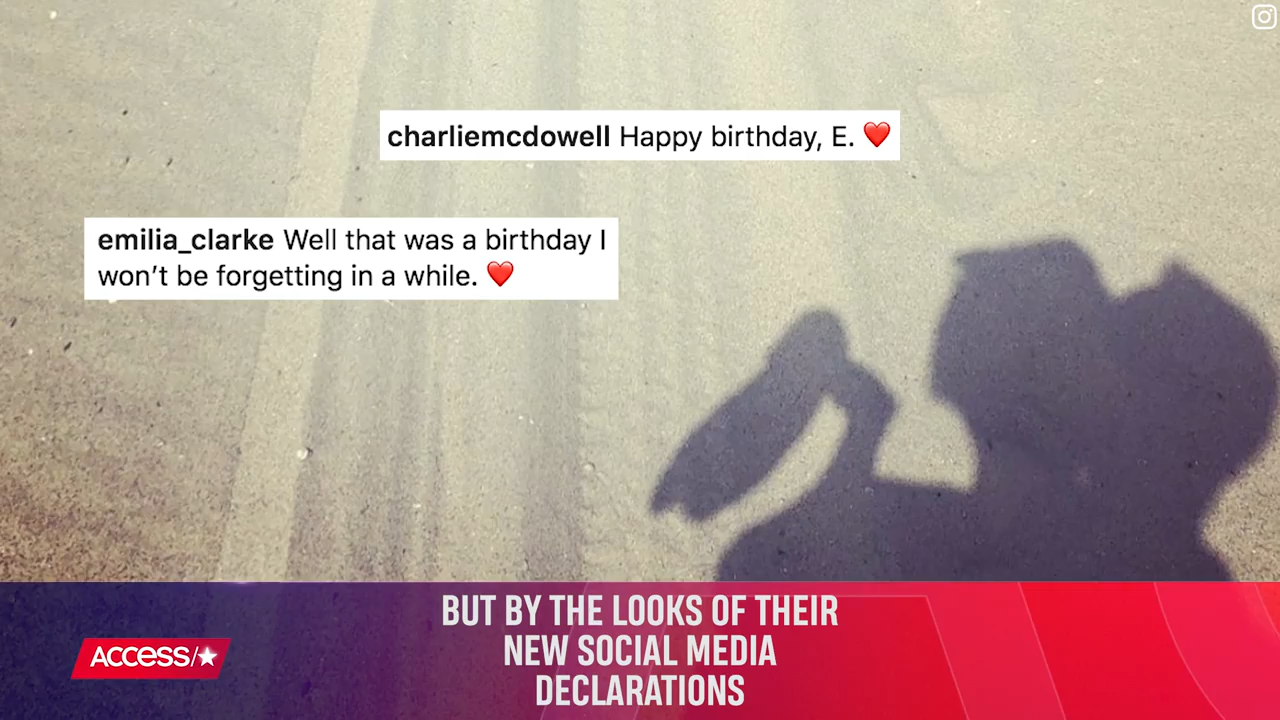 charliemcdowell Happy birthday, E. ❤️
emilia_clarke Well that was a birthday I
won't be forgetting in a while. ❤️
BUT BY THE LOOKS OF THEIR
NEW SOCIAL MEDIA
DECLARATIONS
ACCESS